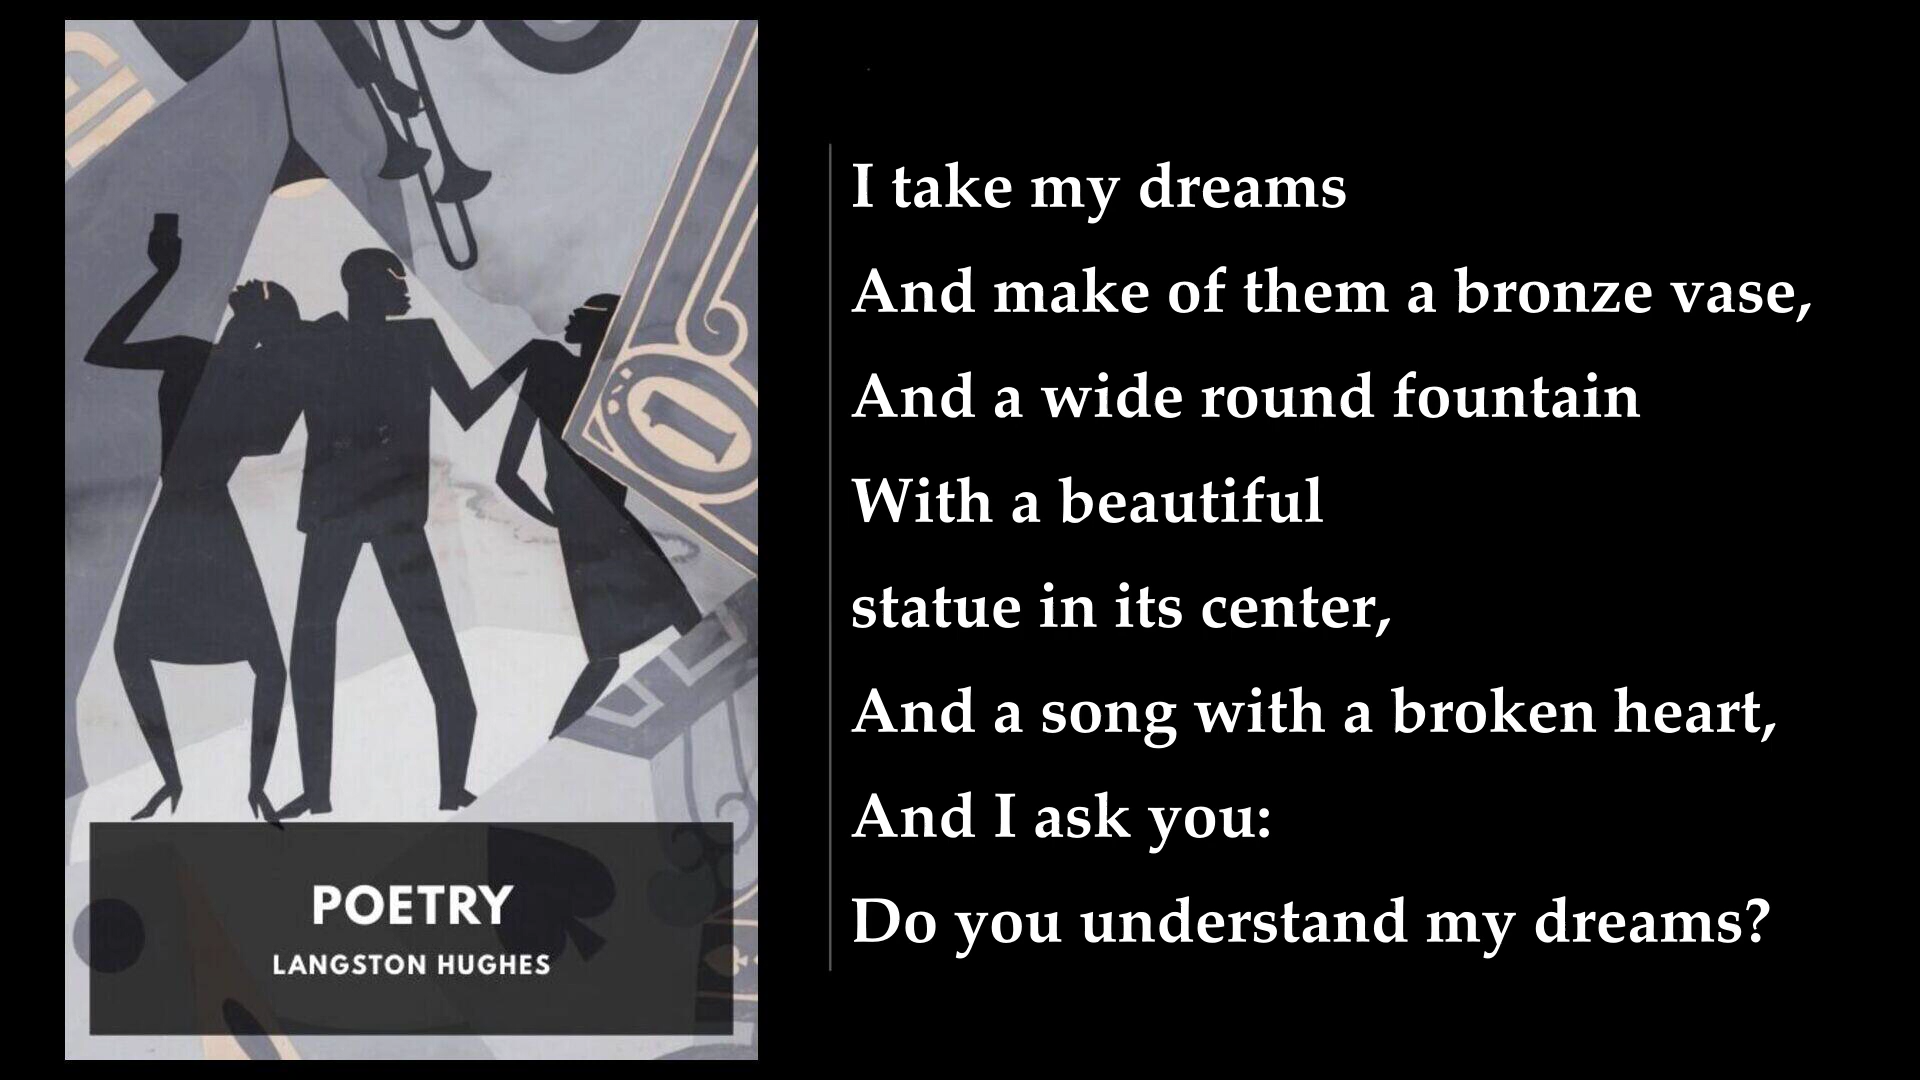 POETRY
LANGSTON HUGHES
I take my dreams
And make of them a bronze vase,
And a wide round fountain
With a beautiful
statue in its center,
And a song with a broken heart,
And I ask you:
Do you understand my dreams?